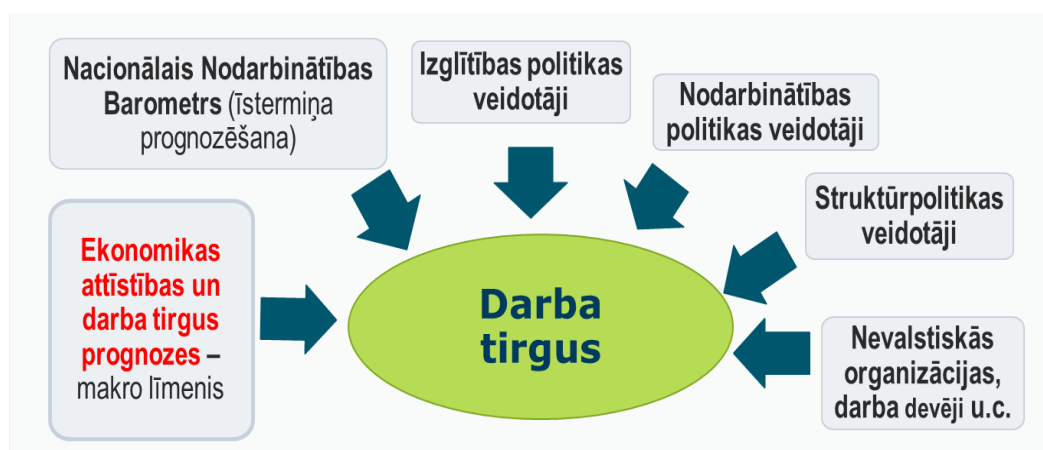 Nacionālais Nodarbinātības
Barometrs (īstermiņa
prognozēšana)
Izglītības politikas
veidotāji
Nodarbinātības
politikas veidotāji
Struktūrpolitikas
veidotāji
Ekonomikas
attīstības un
darba tirgus
prognozes –
makro līmenis
Darba
tirgus
Nevalstiskās
organizācijas,
darba devēji u.c.